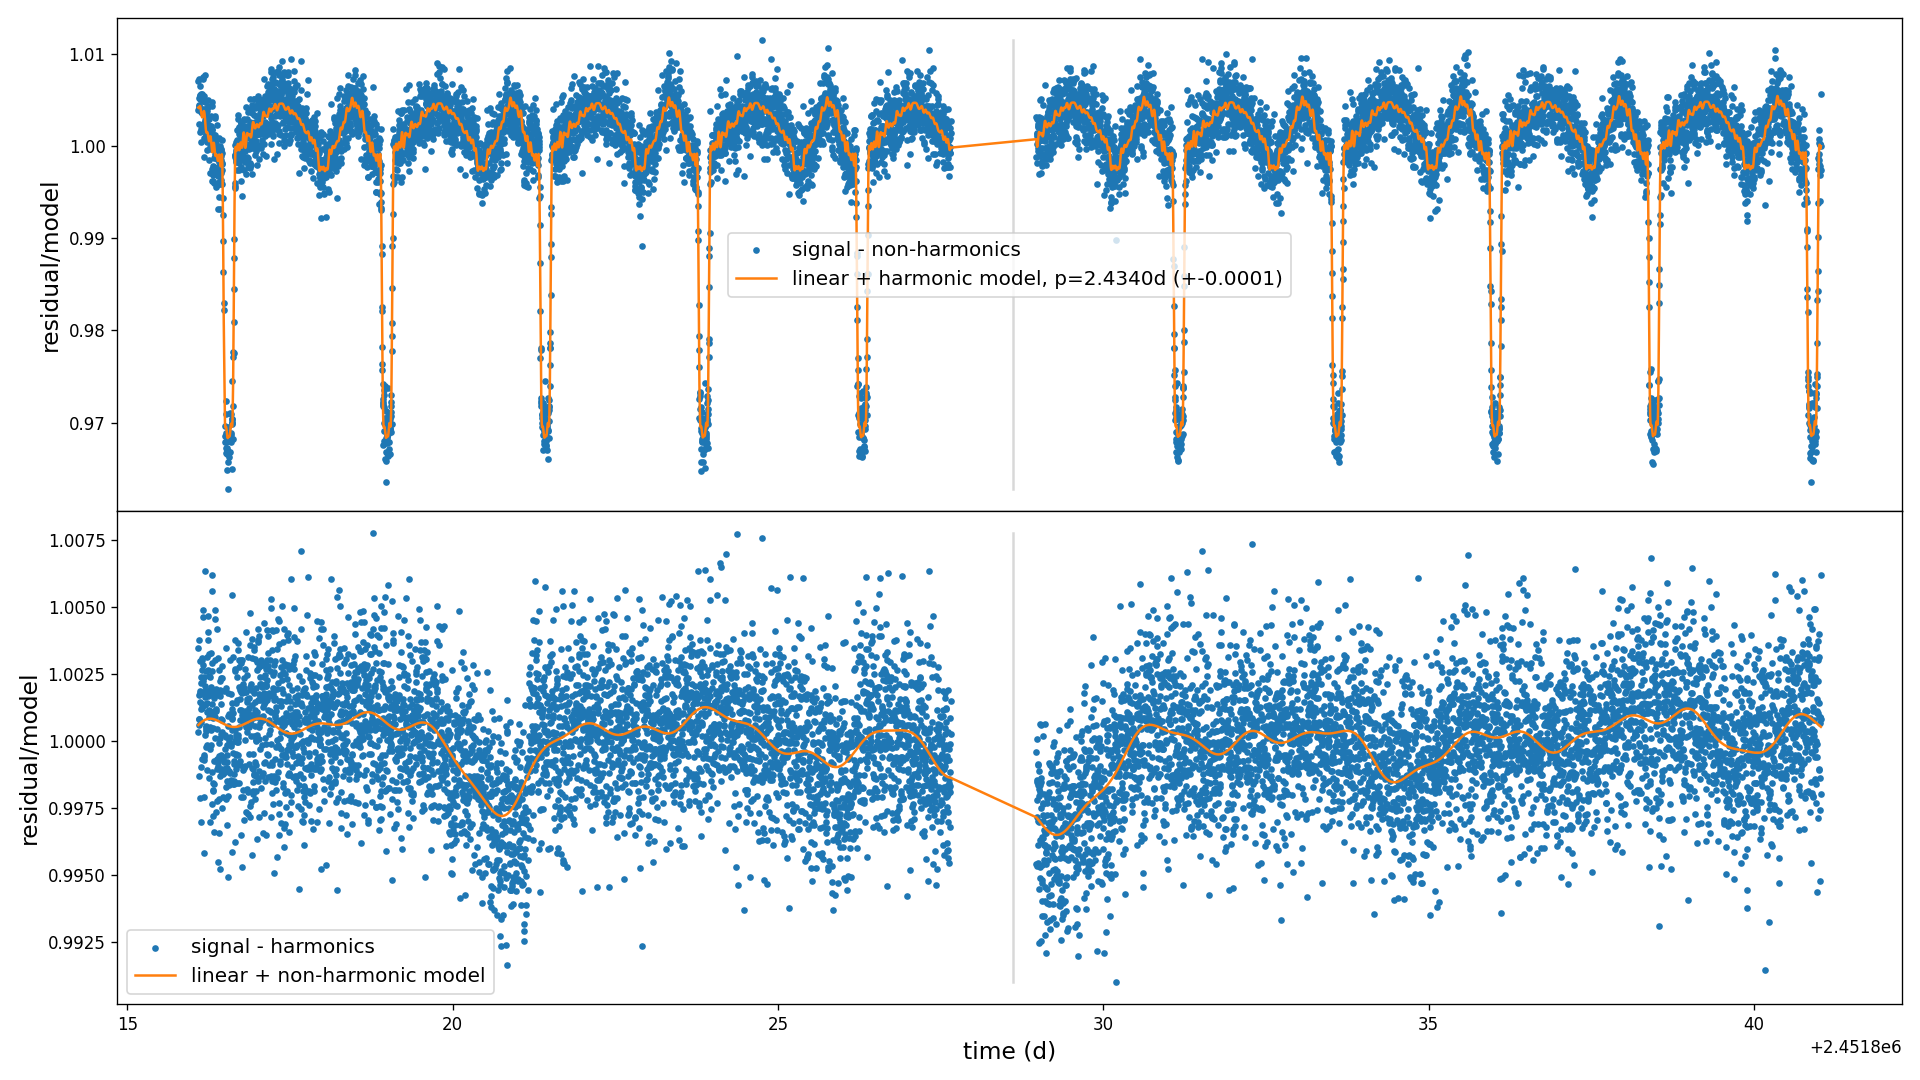 residual/model
1.01
1.00
0.99
0.98
0.97
signal - non-harmonics
linear + harmonic model, p=2.4340d (+-0.0001)
residual/model
1.0075
1.0050
1.0025
1.0000
0.9975
0.9950
0.9925
signal - harmonics
linear + non-harmonic model
15 20 25 30 35 40
time (d)
+2.4518e6